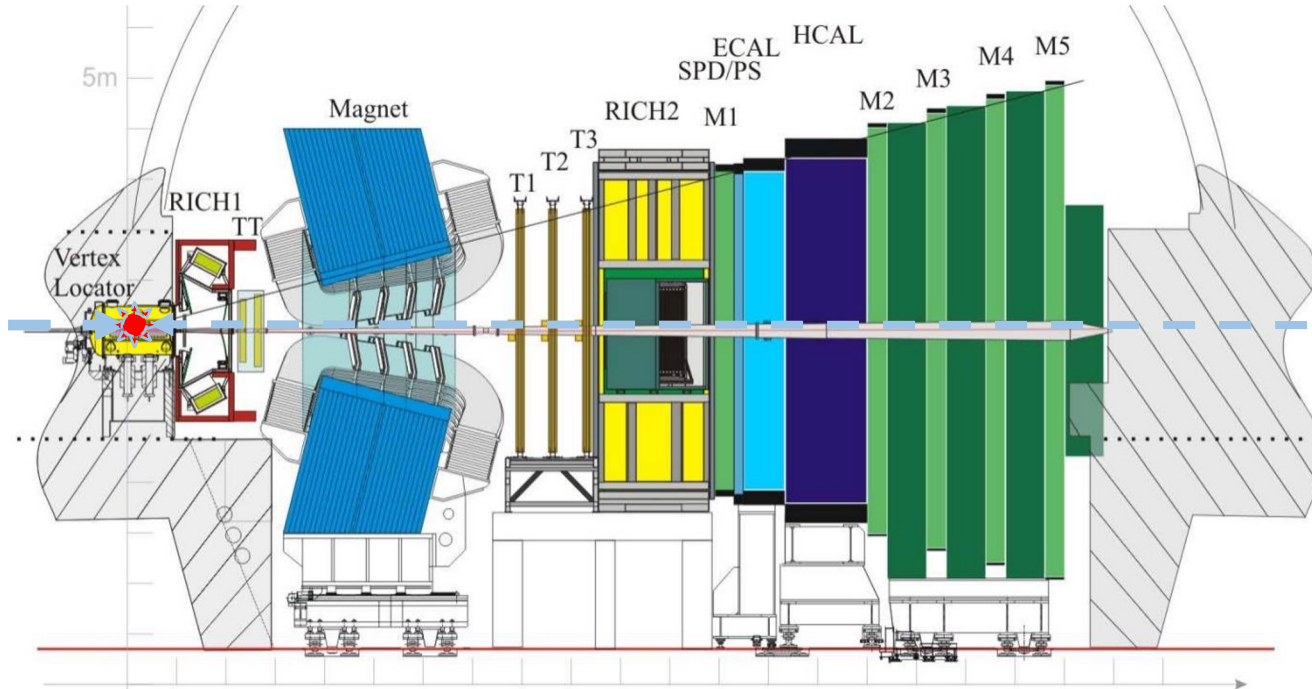 5m
Vertex
Locator
RICH1
TT
Magnet
T1
T2
T3
RICH2
M1
SPD/PS
ECAL
HCAL
M2
M3
M4
M5